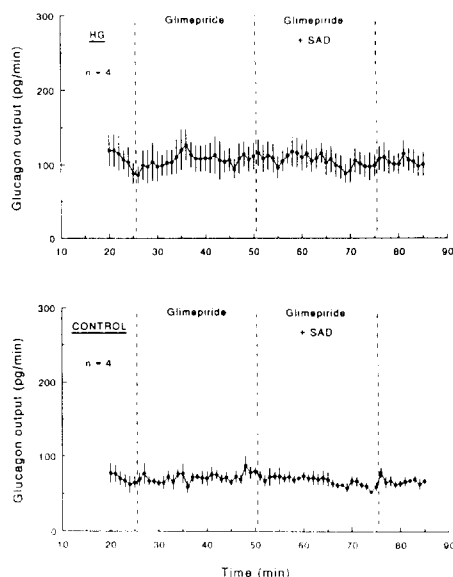 Glimepiride Glimepiride
HG + SAD
n = 4
Glucagon output (pg/min)
300
200
100
0
10 20 30 40 50 60 70 80 90
Glimepiride Glimepiride
CONTROL + SAD
n = 4
Glucagon output (pg/min)
300
200
100
0
10 20 30 40 50 60 70 80 90
Time (min)